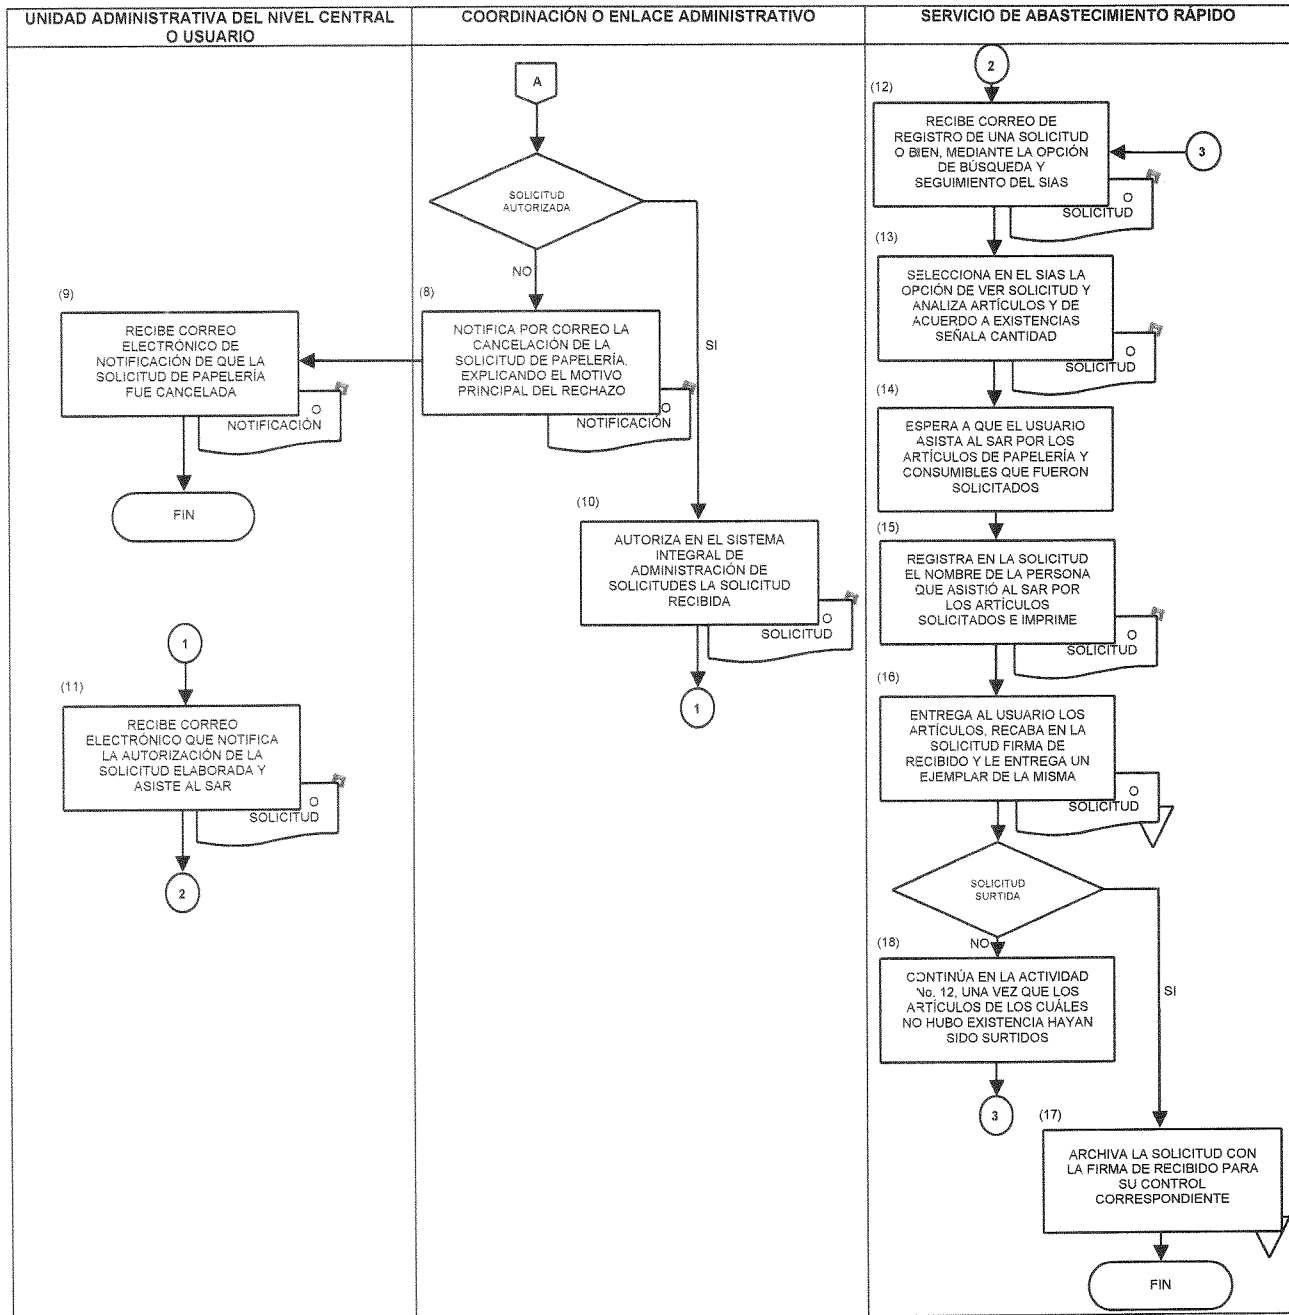 UNIDAD ADMINISTRATIVA DEL NIVEL CENTRAL
O USUARIO
COORDINACIÓN O ENLACE ADMINISTRATIVO
SERVICIO DE ABASTECIMIENTO RÁPIDO
A
SOLICITUD
AUTORIZADA
NO
SI
(8)
NOTIFICA POR CORREO LA
CANCELACIÓN DE LA
SOLICITUD DE PAPELERÍA,
EXPLICANDO EL MOTIVO
PRINCIPAL DEL RECHAZO
O
NOTIFICACIÓN
(9)
RECIBE CORREO
ELECTRÓNICO DE
NOTIFICACIÓN DE QUE LA
SOLICITUD DE PAPELERÍA
FUE CANCELADA
O
NOTIFICACIÓN
FIN
(10)
AUTORIZA EN EL SISTEMA
INTEGRAL DE
ADMINISTRACIÓN DE
SOLICITUDES LA SOLICITUD
RECIBIDA
O
SOLICITUD
1
1
(11)
RECIBE CORREO
ELECTRÓNICO QUE NOTIFICA
LA AUTORIZACIÓN DE LA
SOLICITUD ELABORADA Y
ASISTE AL SAR
O
SOLICITUD
2
2
(12)
RECIBE CORREO DE
REGISTRO DE UNA SOLICITUD
O BIEN, MEDIANTE LA OPCIÓN
DE BÚSQUEDA Y
SEGUIMIENTO DEL SIAS
3
O
SOLICITUD
(13)
SELECCIONA EN EL SIAS LA
OPCIÓN DE VER SOLICITUD Y
ANALIZA ARTÍCULOS Y DE
ACUERDO A EXISTENCIAS
SEÑALA CANTIDAD
O
SOLICITUD
(14)
ESPERA A QUE EL USUARIO
ASISTA AL SAR POR LOS
ARTÍCULOS DE PAPELERÍA Y
CONSUMIBLES QUE FUERON
SOLICITADOS
(15)
REGISTRA EN LA SOLICITUD
EL NOMBRE DE LA PERSONA
QUE ASISTIÓ AL SAR POR
LOS ARTÍCULOS
SOLICITADOS E IMPRIME
O
SOLICITUD
(16)
ENTREGA AL USUARIO LOS
ARTÍCULOS, RECABA EN LA
SOLICITUD FIRMA DE
RECIBIDO Y LE ENTREGA UN
EJEMPLAR DE LA MISMA
O
SOLICITUD
SOLICITUD
SURTIDA
NO
SI
(18)
CONTINÚA EN LA ACTIVIDAD
No. 12, UNA VEZ QUE LOS
ARTÍCULOS DE LOS CUÁLES
NO HUBO EXISTENCIA HAYAN
SIDO SURTIDOS
3
(17)
ARCHIVA LA SOLICITUD CON
LA FIRMA DE RECIBIDO PARA
SU CONTROL
CORRESPONDIENTE
FIN